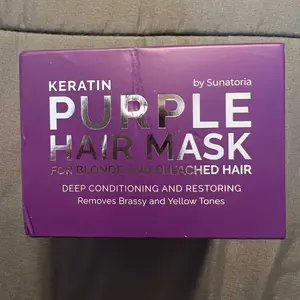 KERATIN
by Sunatoria
PURPLE
HAIR MASK
FOR BLONDE AND BLEACHED HAIR
DEEP CONDITIONING AND RESTORING
Removes Brassy and Yellow Tones